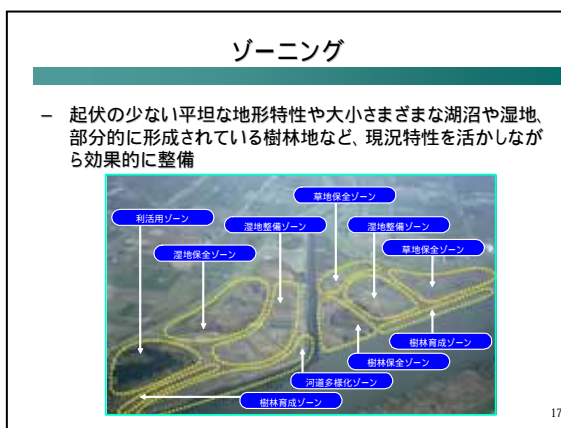 ゾーニング
– 起伏の少ない平坦な地形特性や大小さまざまな湖沼や湿地、
部分的に形成されている樹林地など、現況特性を活かしなが
ら効果的に整備
草地保全ゾーン
利活用ゾーン
湿地整備ゾーン
湿地整備ゾーン
湿地保全ゾーン
草地保全ゾーン
樹林育成ゾーン
樹林保全ゾーン
河道多様化ゾーン
樹林育成ゾーン
17